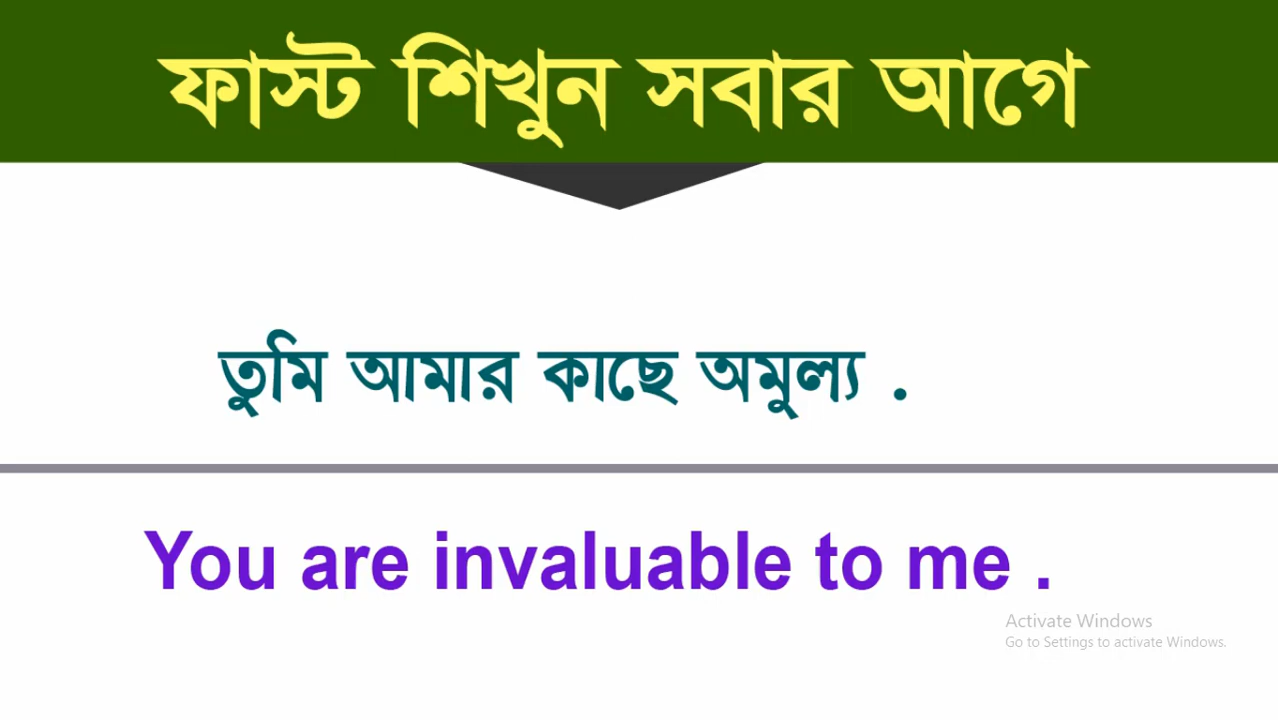 ফাস্ট শিখুন সবার আগে
তুমি আমার কাছে অমুল্য .
You are invaluable to me .
Activate Windows
Go to Settings to activate Windows.